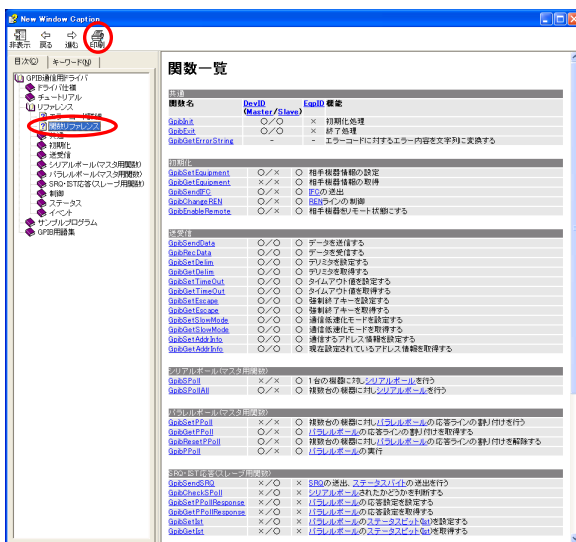 New Window Caption
非表示 戻る 進む 印刷
目次(C) キーワード(N)
GPIB通信用ドライバ
ドライバ仕様
チュートリアル
リファレンス
関数リファレンス
共通
初期化
送受信
シリアルポール(マスタ用関数)
パラレルポール(マスタ用関数)
SRQ・IST応答(スレーブ用関数)
制御
ステータス
イベント
サンプルプログラム
GPIB用語集
関数一覧
共通
関数名 DevID (Master/Slave) EqpID 機能
GpibInit ○/○ × 初期化処理
GpibExit ○/○ × 終了処理
GpibGetErrorString - - エラーコードに対するエラー内容を文字列に変換する
初期化
GpibSetEquipment ○/× ○ 相手機器情報の設定
GpibGetEquipment ×/× ○ 相手機器情報の取得
GpibSendIFC ○/× ○ IFCの送出
GpibChangeREN ○/× ○ RENラインの制御
GpibEnableRemote ○/× ○ 相手機器をリモート状態にする
送受信
GpibSendData ○/○ ○ データを送信する
GpibRecData ○/○ ○ データを受信する
GpibSetDelim ○/○ ○ デリミタを設定する
GpibGetDelim ○/○ ○ デリミタを取得する
GpibSetTimeOut ○/○ ○ タイムアウト値を設定する
GpibGetTimeOut ○/○ ○ タイムアウト値を取得する
GpibSetEscape ○/○ ○ 強制終了キーを設定する
GpibGetEscape ○/○ ○ 強制終了キーを取得する
GpibSetSlowMode ○/○ ○ 通信低速化モードを設定する
GpibGetSlowMode ○/○ ○ 通信低速化モードを取得する
GpibSetAddrInfo ○/○ ○ 通信するアドレス情報を設定する
GpibGetAddrInfo ○/○ ○ 現在設定されているアドレス情報を取得する
シリアルポール(マスタ用関数)
GpibSPoll ×/× ○ 1台の機器に対しシリアルポールを行う
GpibSPollAll ○/× ○ 複数台の機器に対しシリアルポールを行う
パラレルポール(マスタ用関数)
GpibSetPPoll ×/× ○ 複数台の機器に対しパラレルポールの応答ラインの割り付けを行う
GpibGetPPoll ○/× ○ パラレルポールの応答ラインの割り付けを取得する
GpibResetPPoll ○/× ○ 複数台の機器に対しパラレルポールの応答ラインの割り付けを解除する
GpibPPoll ○/× ○ パラレルポールの実行
SRQ・IST応答(スレーブ用関数)
GpibSendSRQ ×/○ × SRQの送出、ステータスバイトの送出を行う
GpibCheckSPoll ×/○ × シリアルポールされたかどうかを判断する
GpibSetPPollResponse ×/○ × パラレルポールの応答設定を設定する
GpibGetPPollResponse ×/○ × パラレルポールの応答設定を取得する
GpibSetIst ×/○ × パラレルポールのステータスビット(Ist)を設定する
GpibGetIst ×/○ × パラレルポールのステータスビット(Ist)を取得する